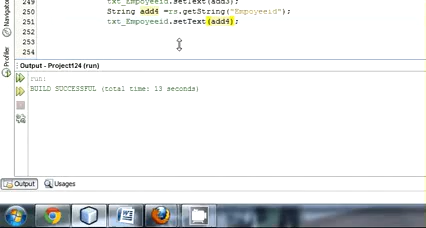 249 txt_Empoyeeid.setText(add3);
250 String add4 =rs.getString("Empoyeeid");
251 txt_Empoyeeid.setText(add4);
252
253
254
Navigator
Profiler
Output - Project24 (run)
run:
BUILD SUCCESSFUL (total time: 13 seconds)
Output Usages